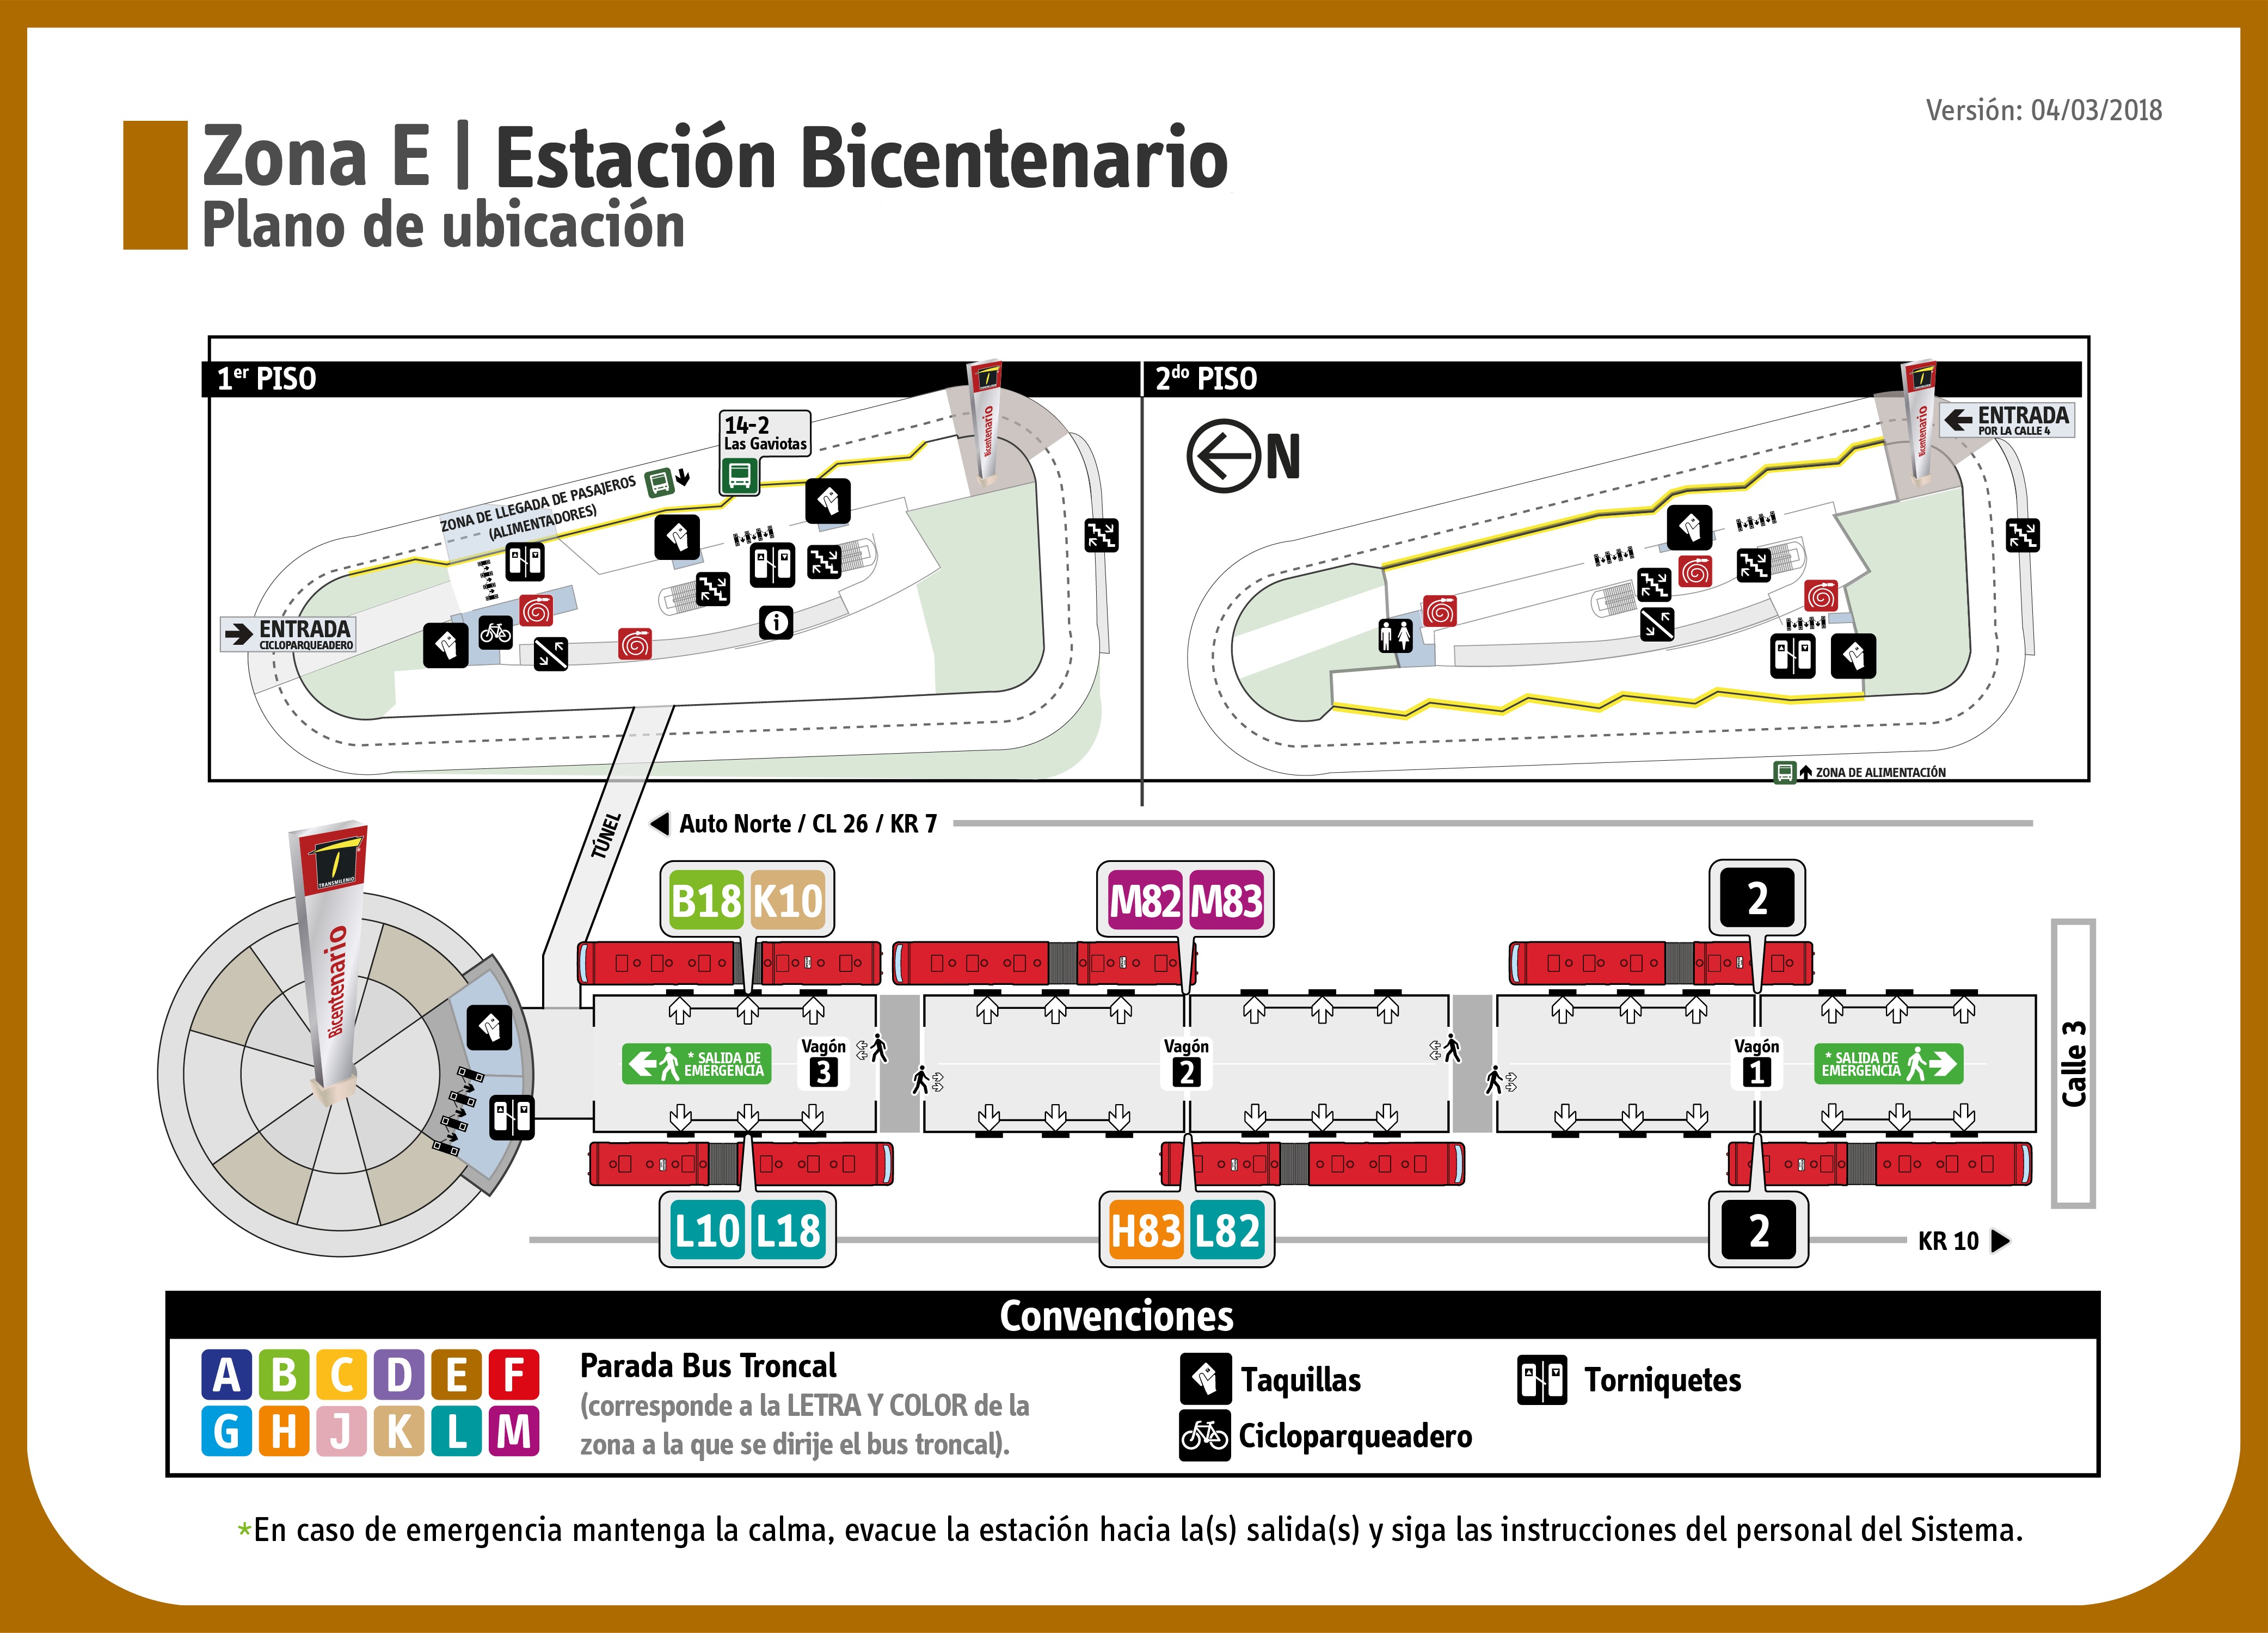 Versión: 04/03/2018
Zona E | Estación Bicentenario
Plano de ubicación
1er PISO
2do PISO
14-2
Las Gaviotas
Bicentenario
ZONA DE LLEGADA DE PASAJEROS
(ALIMENTADORES)
ENTRADA
CICLOPARQUEADERO
N
Bicentenario
ENTRADA
POR LA CALLE 4
ZONA DE ALIMENTACIÓN
TÚNEL
Auto Norte / CL 26 / KR 7
TRANSMILENIO
Bicentenario
B18 K10
M82 M83
2
* SALIDA DE
EMERGENCIA
Vagón
3
Vagón
2
Vagón
1
* SALIDA DE
EMERGENCIA
Calle 3
L10 L18
H83 L82
2
KR 10
Convenciones
A B C D E F
G H J K L M
Parada Bus Troncal
(corresponde a la LETRA Y COLOR de la
zona a la que se dirije el bus troncal).
Taquillas
Cicloparqueadero
Torniquetes
*En caso de emergencia mantenga la calma, evacue la estación hacia la(s) salida(s) y siga las instrucciones del personal del Sistema.